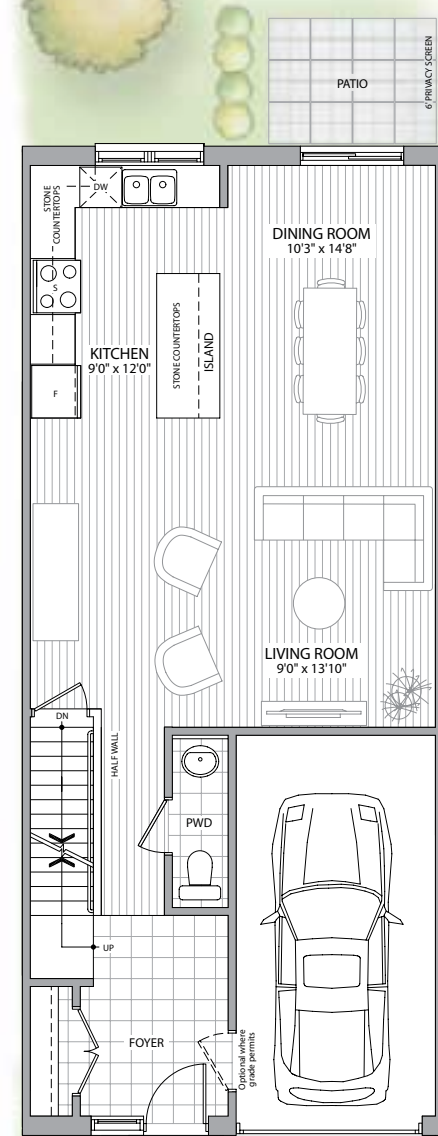 PATIO
6' PRIVACY SCREEN
DW
STONE
COUNTERTOPS
DINING ROOM
10'3" x 14'8"
S
STONE COUNTERTOPS
ISLAND
KITCHEN
9'0" x 12'0"
F
LIVING ROOM
9'0" x 13'10"
DN
HALF WALL
PWD
UP
FOYER
Optional where
grade permits